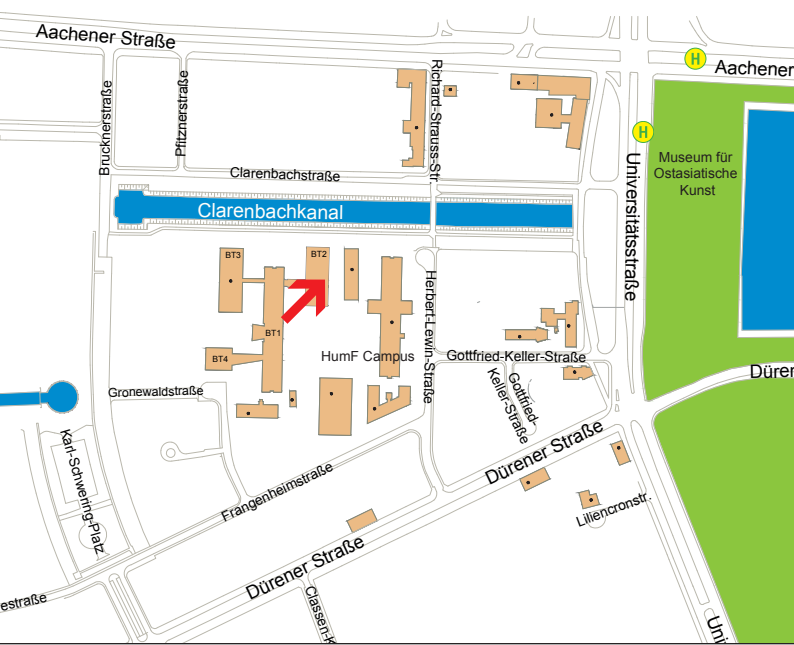 Aachener Straße
H
Aachener
Brucknerstraße
Pfitznerstraße
Richard-Strauss-Str.
H
Universitätsstraße
Museum für
Ostasiatische
Kunst
Clarenbachstraße
Clarenbachkanal
BT3
BT2
Herbert-Lewin-Straße
BT1
BT4
HumF Campus
Gottfried-Keller-Straße
Dürer
Gronewaldstraße
Gottfried-
Keller-Straße
Karl-Schwering-Platz
Dürener Straße
Frangenheimstraße
Liliencronstr.
Dürener Straße
estraße
Classen-K
Uni